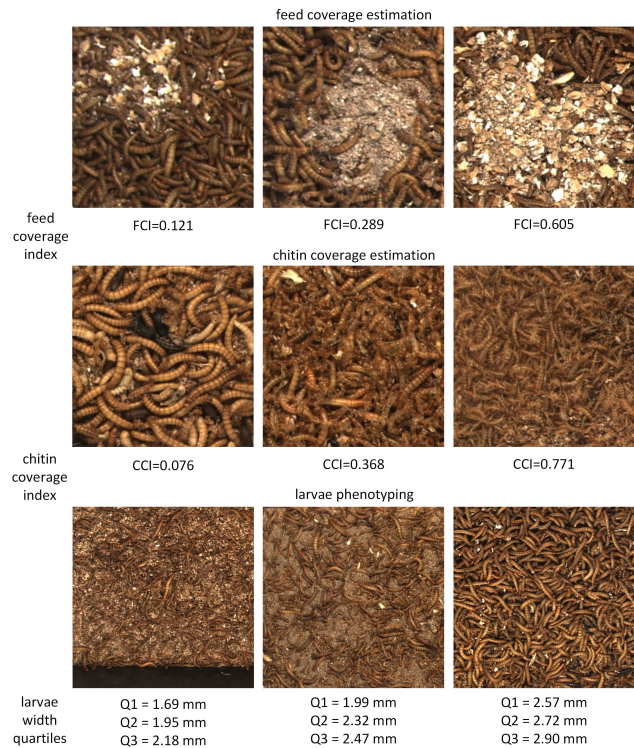 feed coverage estimation
feed
coverage
index
FCI=0.121
FCI=0.289
FCI=0.605
chitin coverage estimation
chitin
coverage
index
CCI=0.076
CCI=0.368
CCI=0.771
larvae phenotyping
larvae
width
quartiles
Q1 = 1.69 mm
Q2 = 1.95 mm
Q3 = 2.18 mm
Q1 = 1.99 mm
Q2 = 2.32 mm
Q3 = 2.47 mm
Q1 = 2.57 mm
Q2 = 2.72 mm
Q3 = 2.90 mm